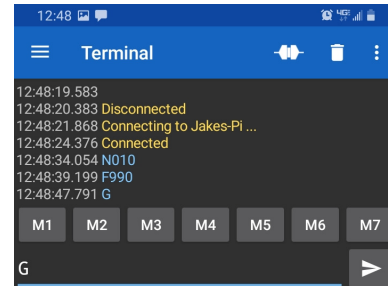 12:48
4G
Terminal
12:48:19.583
12:48:20.383 Disconnected
12:48:21.868 Connecting to Jakes-Pi ...
12:48:24.376 Connected
12:48:34.054 N010
12:48:39.199 F990
12:48:47.791 G
M1 M2 M3 M4 M5 M6 M7
G